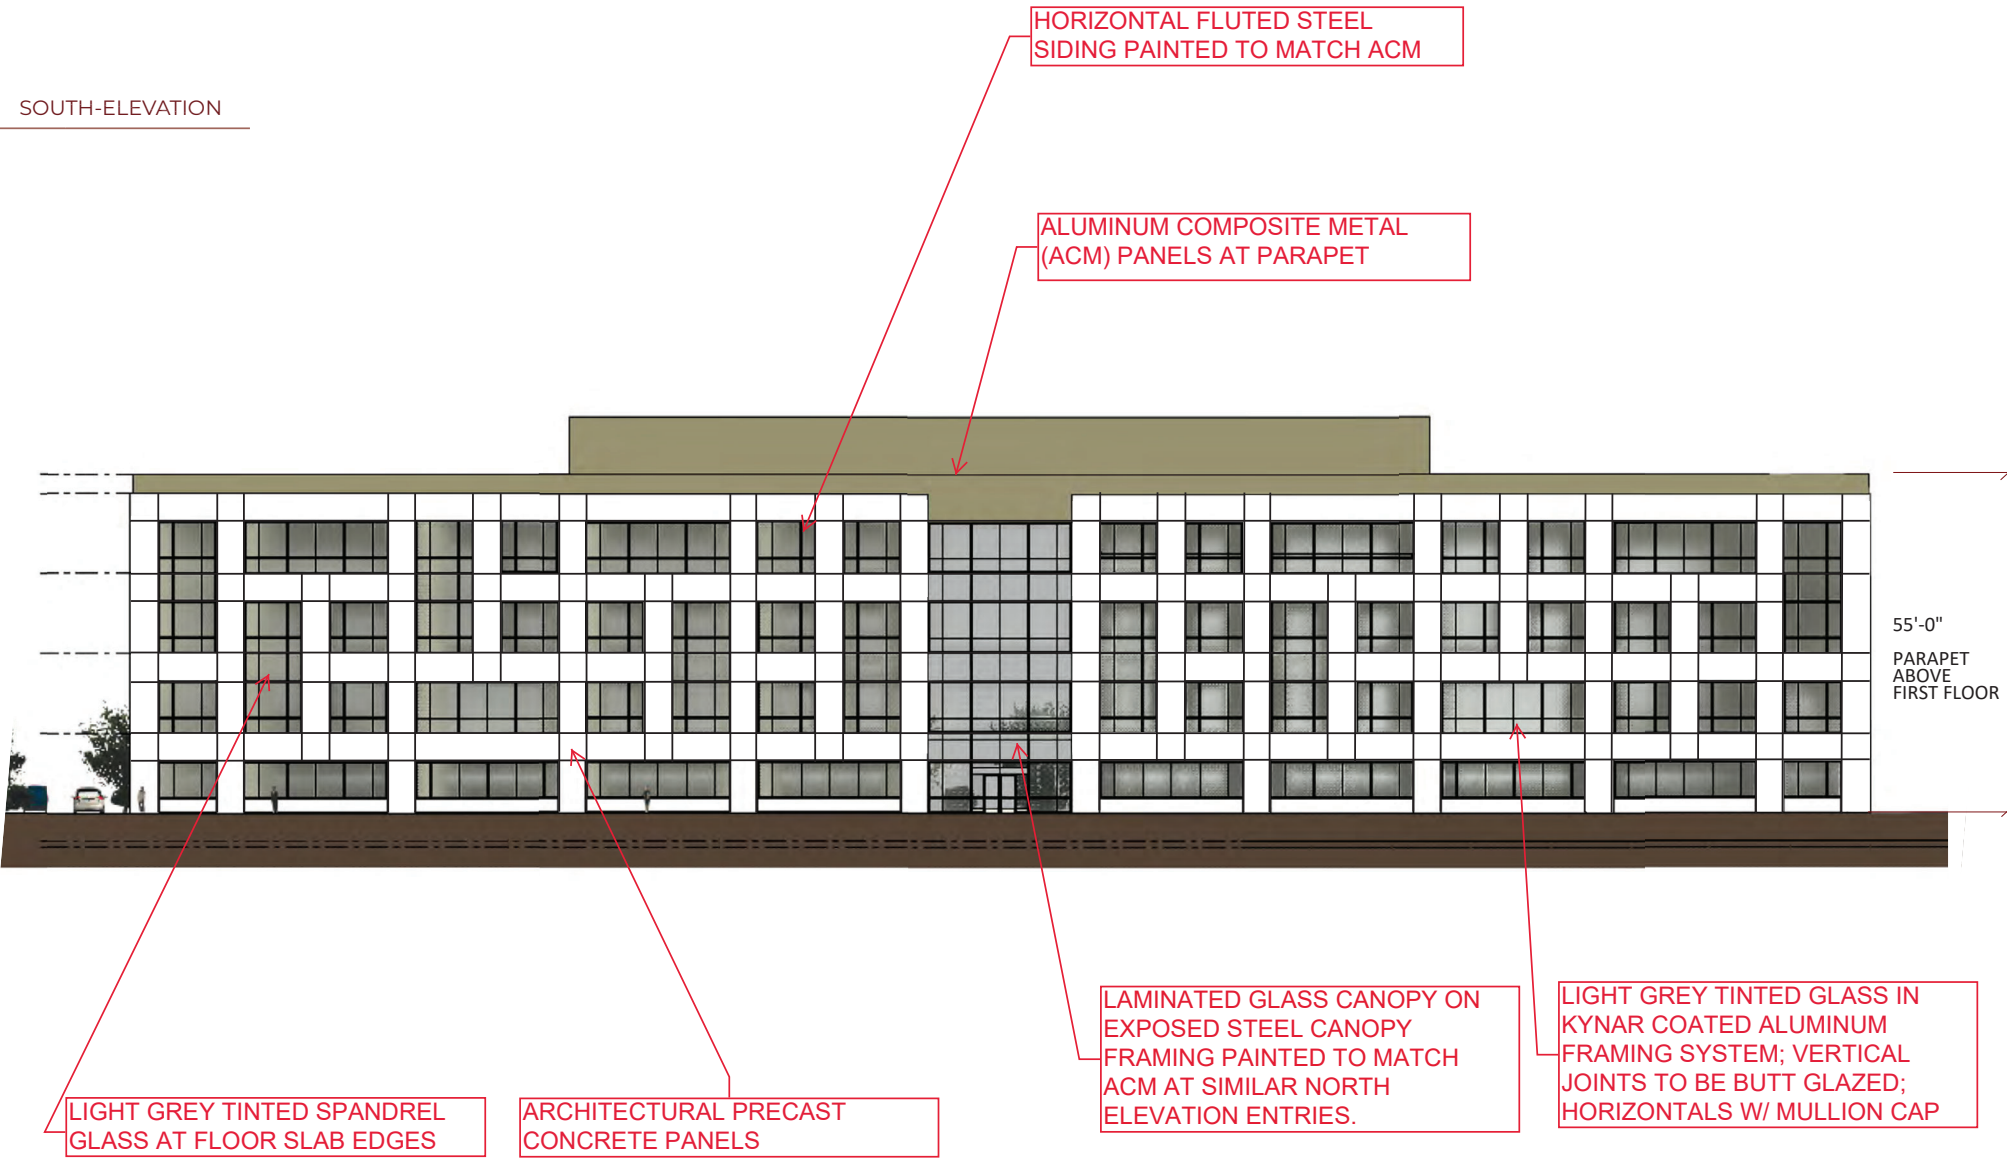 HORIZONTAL FLUTED STEEL
SIDING PAINTED TO MATCH ACM
SOUTH-ELEVATION
ALUMINUM COMPOSITE METAL
(ACM) PANELS AT PARAPET
55'-0"
PARAPET
ABOVE
FIRST FLOOR
LIGHT GREY TINTED SPANDREL
GLASS AT FLOOR SLAB EDGES
ARCHITECTURAL PRECAST
CONCRETE PANELS
LAMINATED GLASS CANOPY ON
EXPOSED STEEL CANOPY
FRAMING PAINTED TO MATCH
ACM AT SIMILAR NORTH
ELEVATION ENTRIES.
LIGHT GREY TINTED GLASS IN
KYNAR COATED ALUMINUM
FRAMING SYSTEM; VERTICAL
JOINTS TO BE BUTT GLAZED;
HORIZONTALS W/ MULLION CAP